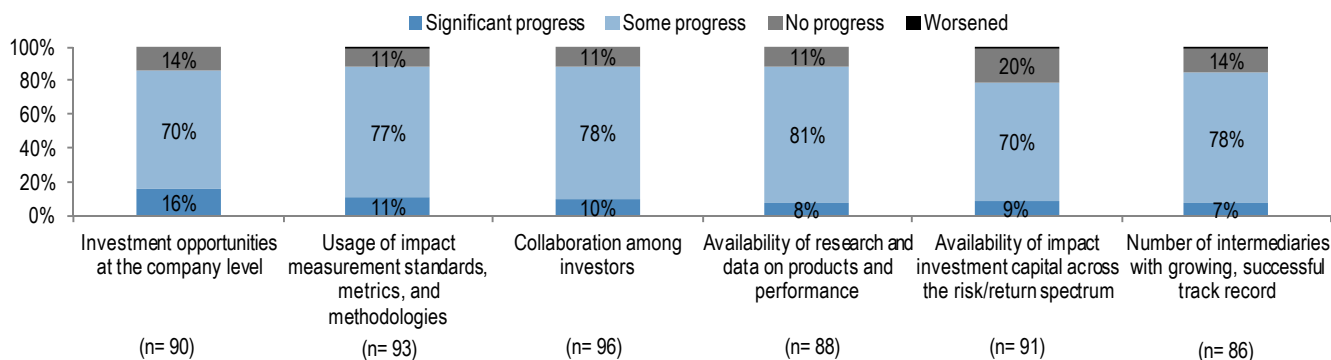 Significant progress Some progress No progress Worsened
100%
80%
60%
40%
20%
0%
14% 11% 11% 11% 20% 14%
70% 77% 78% 81% 70% 78%
16% 11% 10% 8% 9% 7%
Investment opportunities
at the company level
(n= 90)
Usage of impact
measurement standards,
metrics, and
methodologies
(n= 93)
Collaboration among
investors
(n= 96)
Availability of research and
data on products and
performance
(n= 88)
Availability of impact
investment capital across
the risk/return spectrum
(n= 91)
Number of intermediaries
with growing, successful
track record
(n= 86)